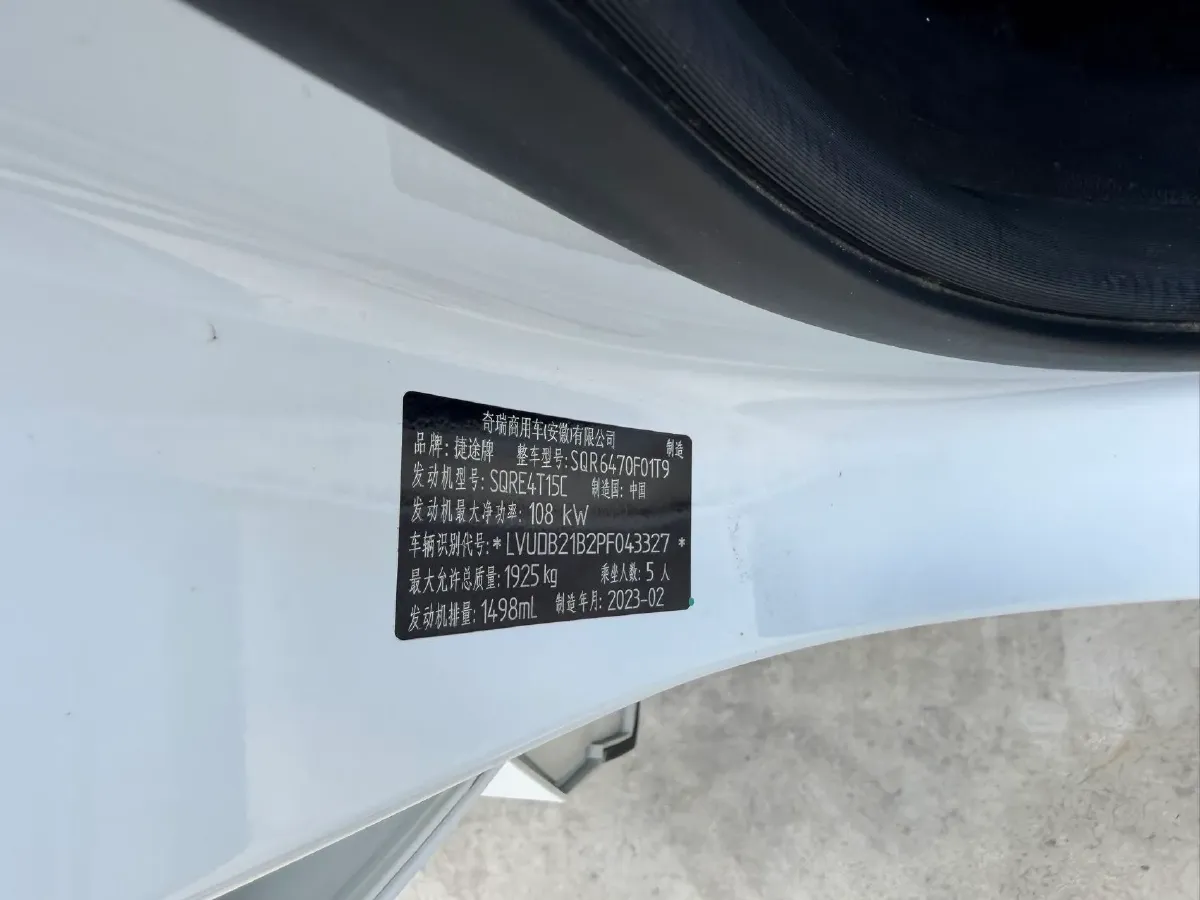 奇瑞商用车(安徽)有限公司 制造
品牌: 捷途牌 整车型号: SQR6470F01T9
发动机型号: SQRE4T15C 制造国: 中国
发动机最大净功率: 108 kW
车辆识别代号: *LVUDB21B2PF043327*
最大允许总质量: 1925kg 乘坐人数: 5 人
发动机排量: 1498mL 制造年月: 2023-02